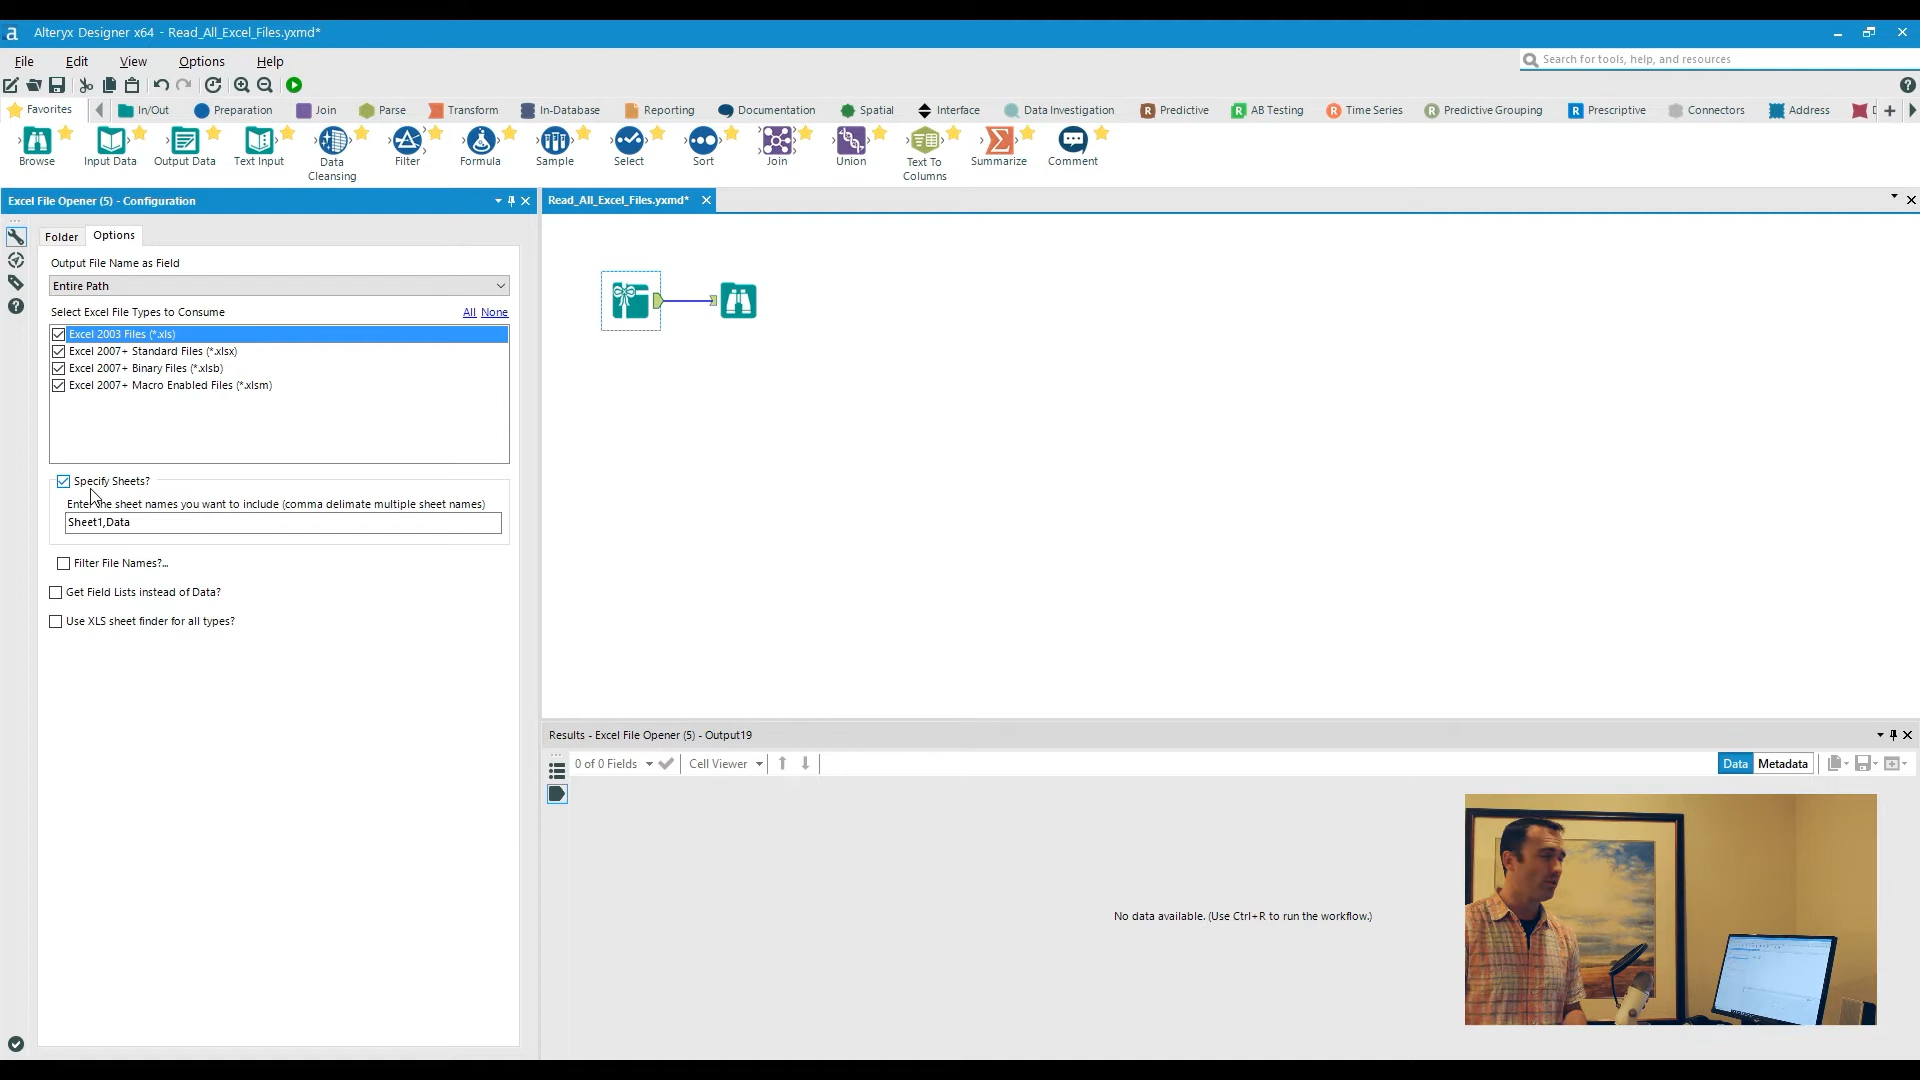 a Alteryx Designer x64 - Read_All_Excel_Files.yxmd*
File Edit View Options Help
Search for tools, help, and resources
Favorites In/Out Preparation Join Parse Transform In-Database Reporting Documentation Spatial Interface Data Investigation Predictive AB Testing Time Series Predictive Grouping Prescriptive Connectors Address
Browse Input Data Output Data Text Input Data Cleansing Filter Formula Sample Select Sort Join Union Text To Columns Summarize Comment
Excel File Opener (5) - Configuration
Read_All_Excel_Files.yxmd*
Folder Options
Output File Name as Field
Entire Path
Select Excel File Types to Consume All None
Excel 2003 Files (*.xls)
Excel 2007+ Standard Files (*.xlsx)
Excel 2007+ Binary Files (*.xlsb)
Excel 2007+ Macro Enabled Files (*.xlsm)
Specify Sheets?
Enter the sheet names you want to include (comma delimate multiple sheet names)
Sheet1,Data
Filter File Names?...
Get Field Lists instead of Data?
Use XLS sheet finder for all types?
Results - Excel File Opener (5) - Output19
0 of 0 Fields Cell Viewer Data Metadata
No data available. (Use Ctrl+R to run the workflow.)